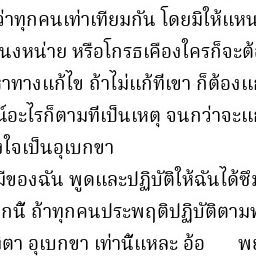 ว่าทุกคนเท่าเทียมกัน โดยมิให้แหน
นงหน่าย หรือโกรธเคืองใครก็จะต้
หาทางแก้ไข ถ้าไม่แก้ทีเขา ก็ต้องแก
น์อะไรก็ตามทีเป็นเหตุ จนกว่าจะแก
งใจเป็นอุเบกขา
มีของฉัน พูดและปฏิบัติให้ฉันได้ซึม
กนี้ ถ้าทุกคนประพฤติปฏิบัติตามพ
ตา อุเบกขา เท่านี้แหละ อ้อ พย